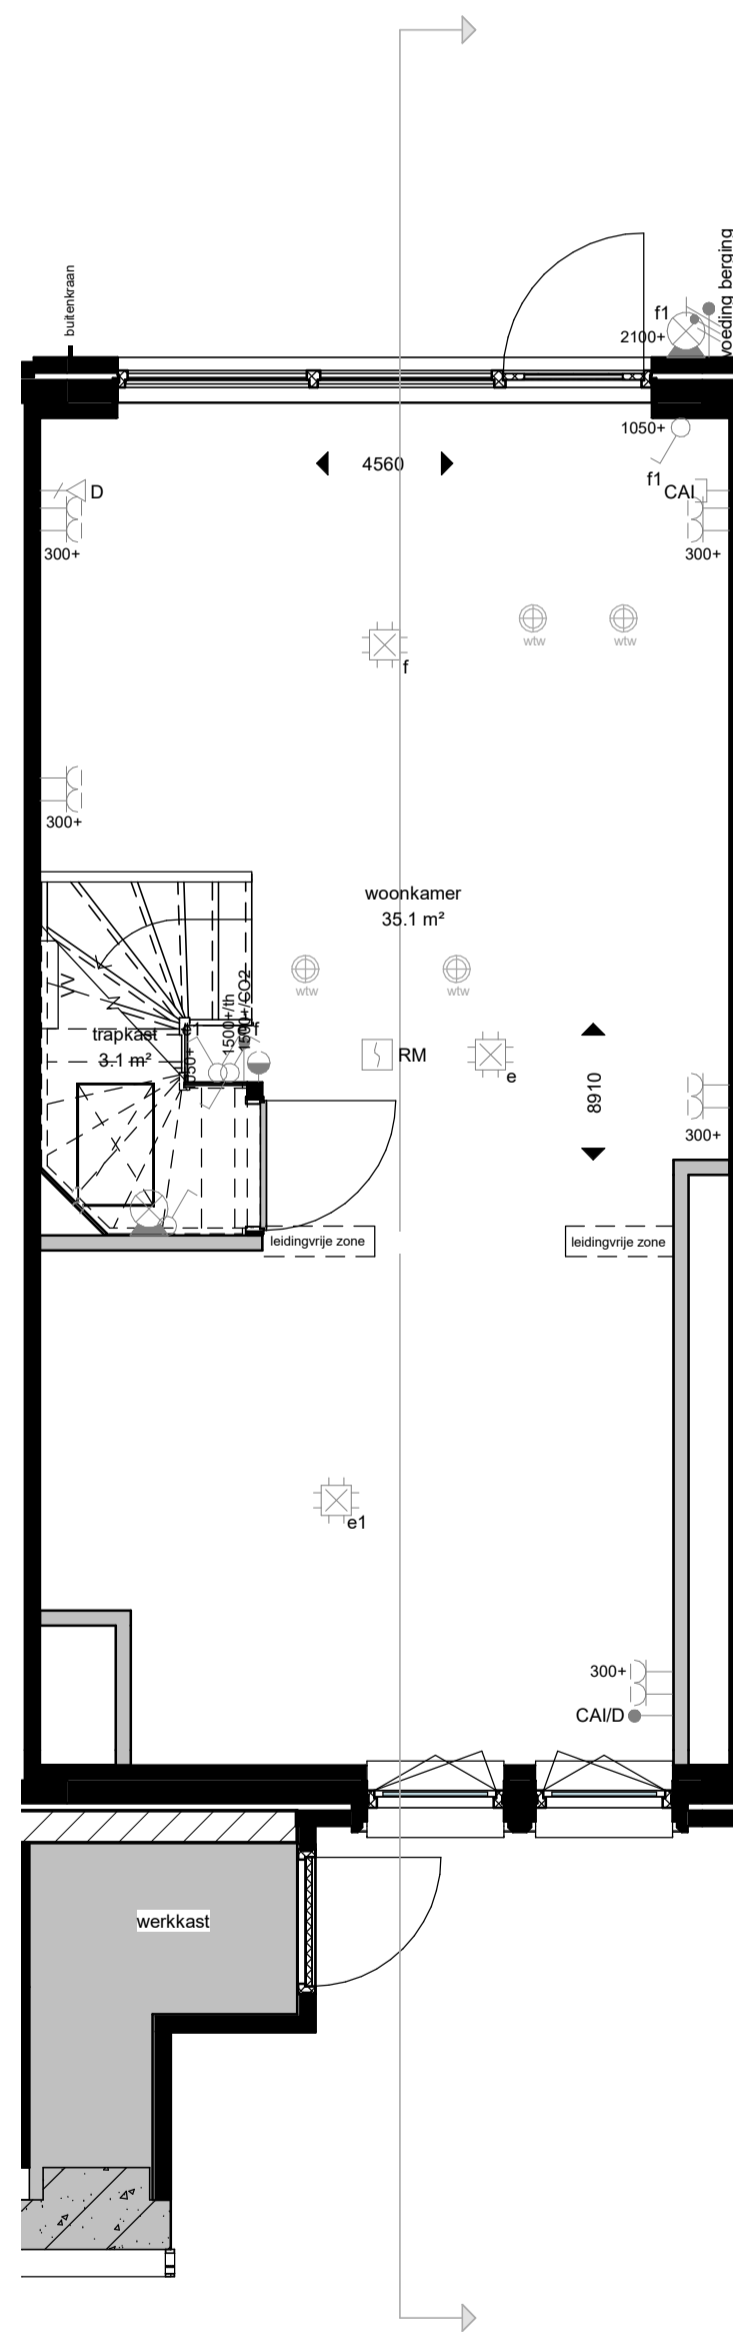 buitenkraan
voeding berging
f1
2100+
1050+
f1
4560
D
300+
CAI
300+
wtw
wtw
f
300+
woonkamer
35.1 m²
wtw
wtw
trapkast
3.1 m²
e1
f
1050+
1500+/th
1500+/CO2
RM
e
8910
300+
leidingvrije zone
leidingvrije zone
e1
300+
CAI/D
werkkast